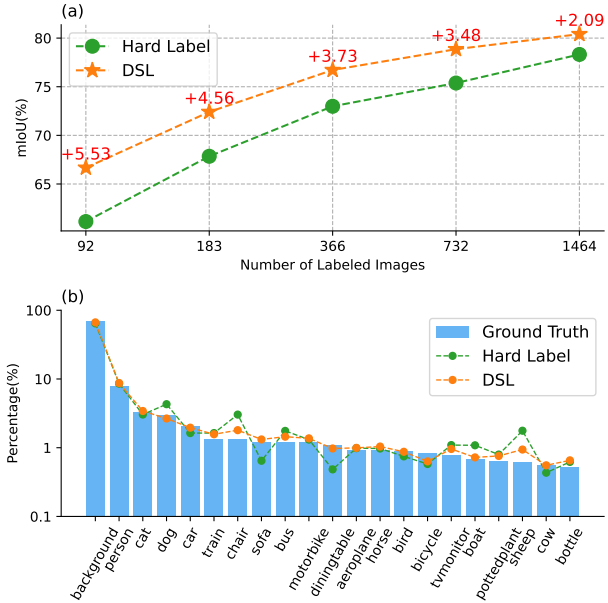 (a)
Hard Label
DSL
+5.53
+4.56
+3.73
+3.48
+2.09
80
75
70
65
mIoU(%)
92
183
366
732
1464
Number of Labeled Images
(b)
Ground Truth
Hard Label
DSL
100
10
1
0.1
Percentage(%)
background
person
cat
dog
car
train
chair
sofa
bus
motorbike
diningtable
aeroplane
horse
bird
bicycle
tvmonitor
boat
pottedplant
sheep
cow
bottle